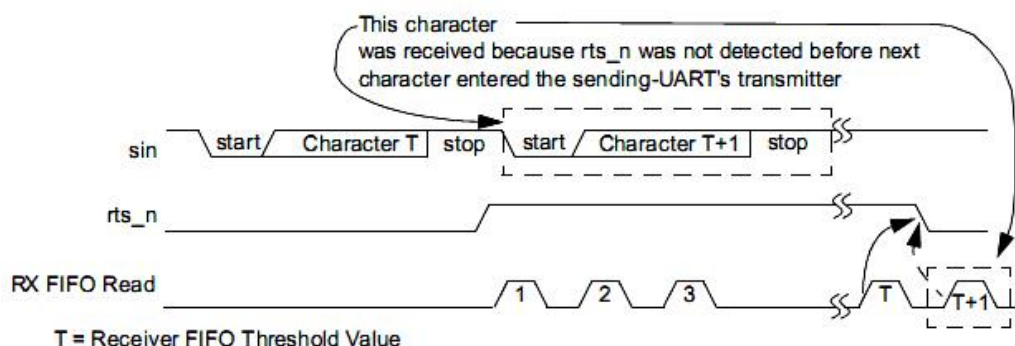 This character
was received because rts_n was not detected before next
character entered the sending-UART's transmitter
sin
start
Character T
stop
start
Character T+1
stop
rts_n
RX FIFO Read
1
2
3
T
T+1
T = Receiver FIFO Threshold Value